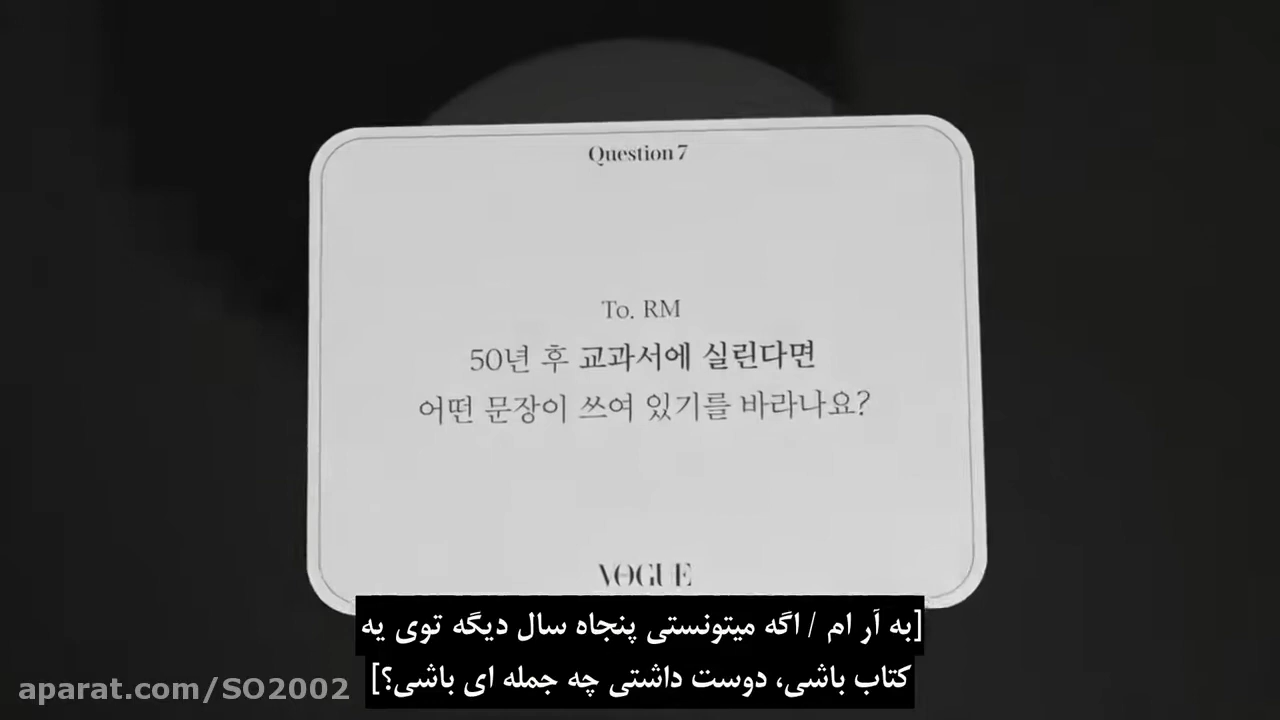 Question 7
To. RM
50년 후 교과서에 실린다면
어떤 문장이 쓰여 있기를 바라나요?
VOGUE
[به آر ام / اگه میتونستی پنجاه سال دیگه توی یه
کتاب باشی، دوست داشتی چه جمله ای باشی؟]
aparat.com/SO2002